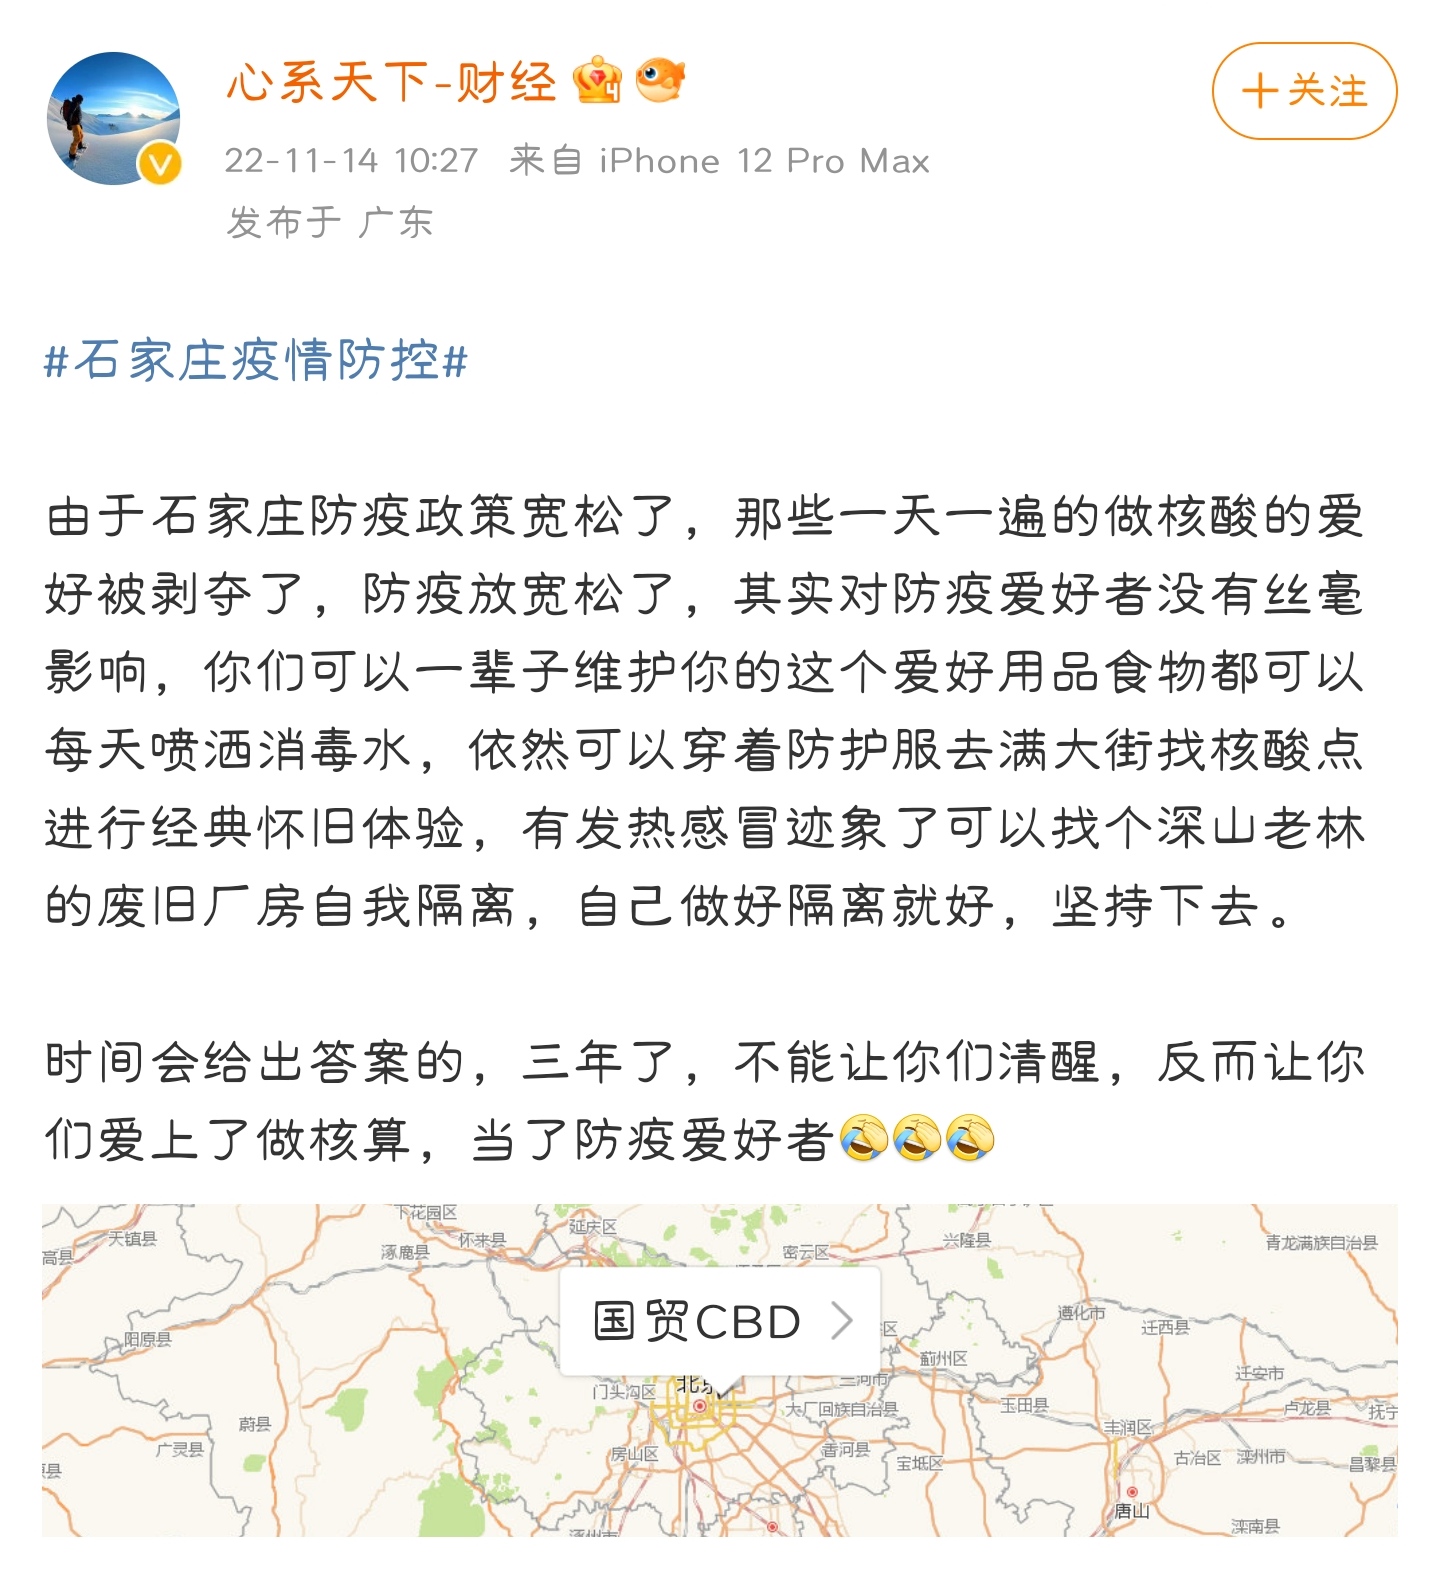 心系天下-财经
4
+关注
22-11-14 10:27 来自 iPhone 12 Pro Max
发布于 广东
#石家庄疫情防控#
由于石家庄防疫政策宽松了，那些一天一遍的做核酸的爱
好被剥夺了，防疫放宽松了，其实对防疫爱好者没有丝毫
影响，你们可以一辈子维护你的这个爱好用品食物都可以
每天喷洒消毒水，依然可以穿着防护服去满大街找核酸点
进行经典怀旧体验，有发热感冒迹象了可以找个深山老林
的废旧厂房自我隔离，自己做好隔离就好，坚持下去。
时间会给出答案的，三年了，不能让你们清醒，反而让你
们爱上了做核算，当了防疫爱好者🤣🤣🤣
下花园区
延庆区
天镇县
怀来县
涿鹿县
密云区
兴隆县
青龙满族自治县
高县
国贸CBD
遵化市
迁西县
阳原县
区
蓟州区
迁安市
三河市
北京
门头沟区
大厂回族自治县
玉田县
卢龙县
抚宁
蔚县
丰润区
广灵县
房山区
香河县
宝坻区
古冶区
滦州市
昌黎县
县
唐山
滦南县
涿州市